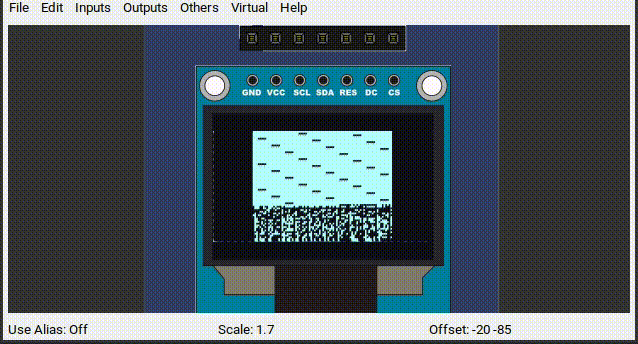 File Edit Inputs Outputs Others Virtual Help
GND VCC SCL SDA RES DC CS
Use Alias: Off Scale: 1.7 Offset: -20 -85